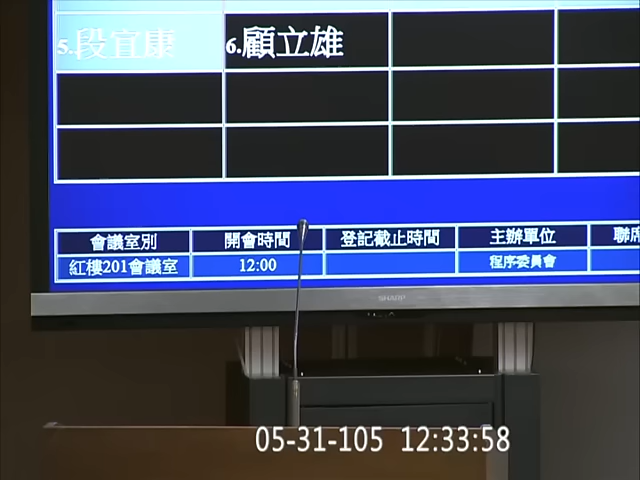 5.段宜康 6.顧立雄
會議室別 開會時間 登記截止時間 主辦單位 聯席
紅樓201會議室 12:00 程序委員會
SHARP
05-31-105 12:33:58